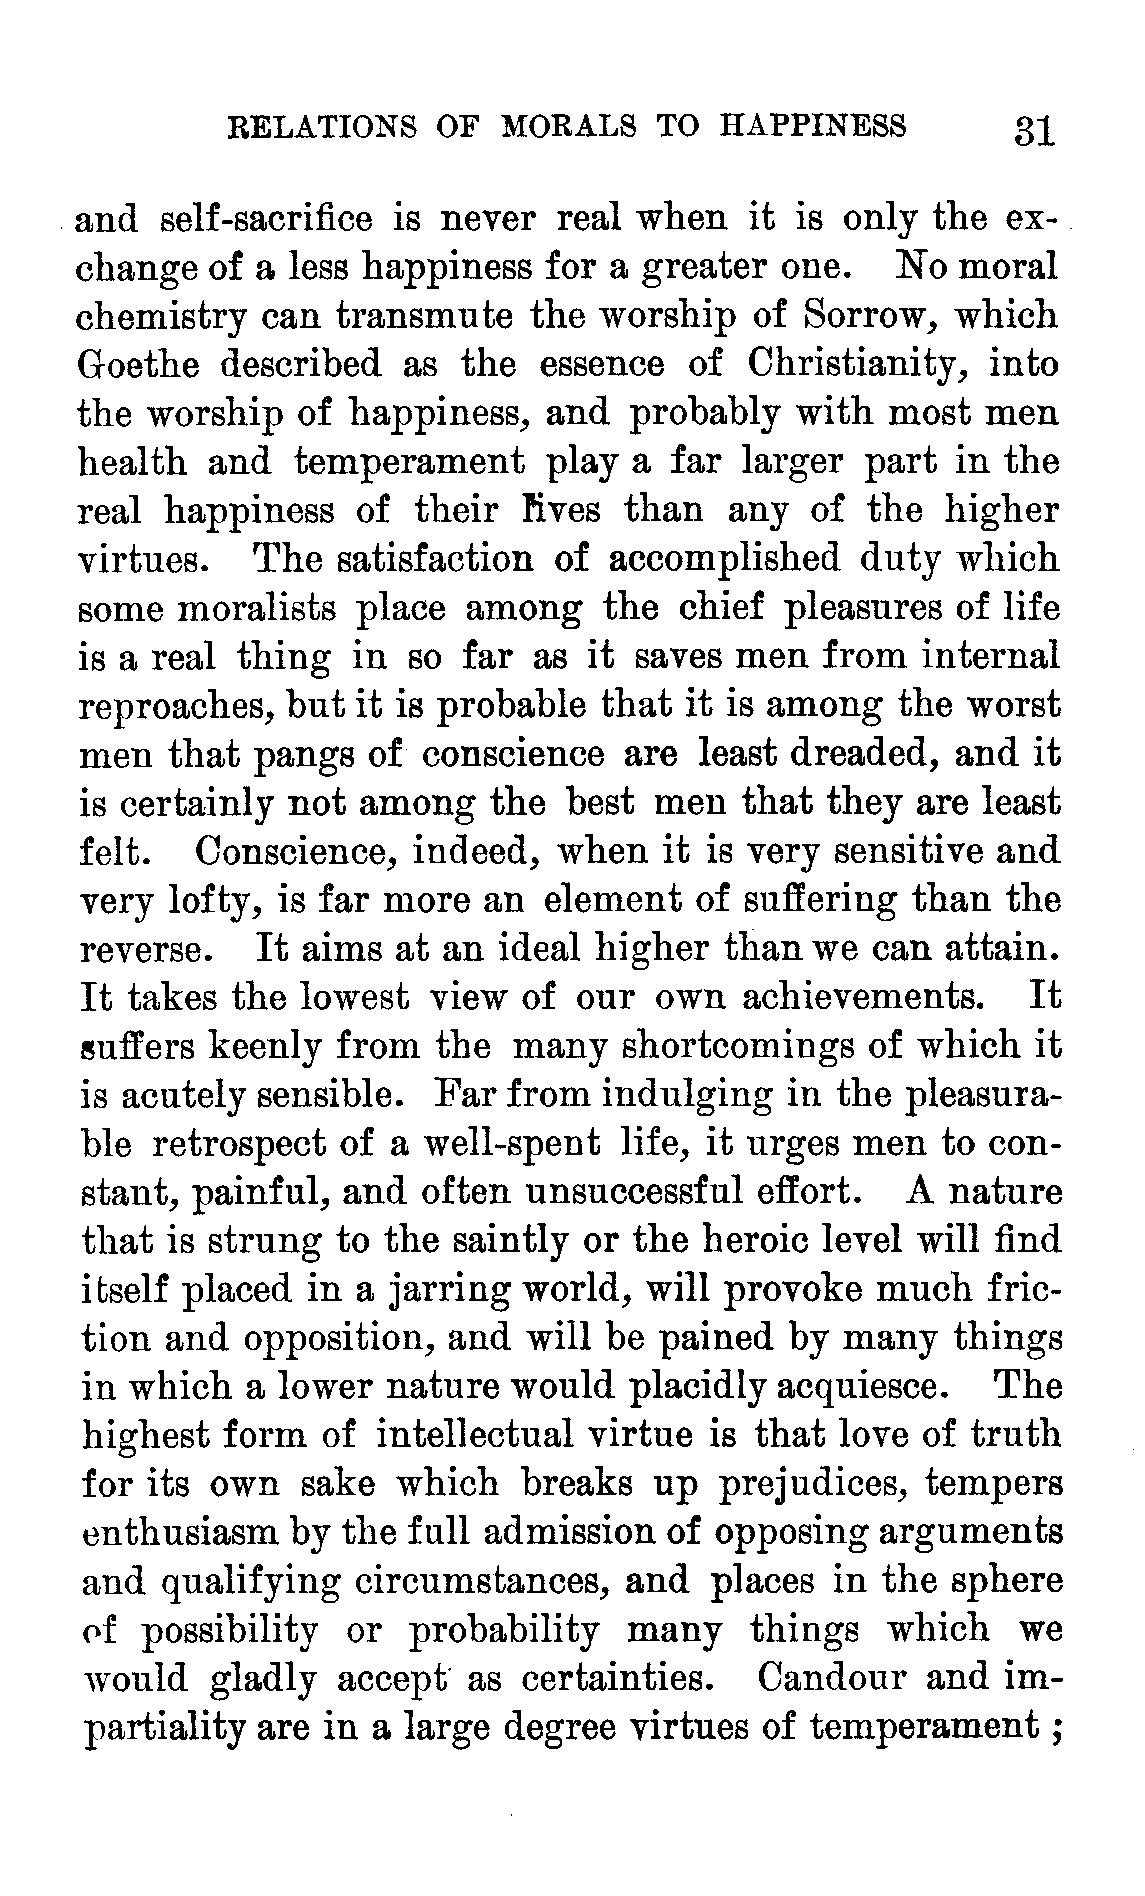 RELATIONS OF MORALS TO HAPPINESS 31
and self-sacrifice is never real when it is only the ex-
change of a less happiness for a greater one. No moral
chemistry can transmute the worship of Sorrow, which
Goethe described as the essence of Christianity, into
the worship of happiness, and probably with most men
health and temperament play a far larger part in the
real happiness of their lives than any of the higher
virtues. The satisfaction of accomplished duty which
some moralists place among the chief pleasures of life
is a real thing in so far as it saves men from internal
reproaches, but it is probable that it is among the worst
men that pangs of conscience are least dreaded, and it
is certainly not among the best men that they are least
felt. Conscience, indeed, when it is very sensitive and
very lofty, is far more an element of suffering than the
reverse. It aims at an ideal higher than we can attain.
It takes the lowest view of our own achievements. It
suffers keenly from the many shortcomings of which it
is acutely sensible. Far from indulging in the pleasura-
ble retrospect of a well-spent life, it urges men to con-
stant, painful, and often unsuccessful effort. A nature
that is strung to the saintly or the heroic level will find
itself placed in a jarring world, will provoke much fric-
tion and opposition, and will be pained by many things
in which a lower nature would placidly acquiesce. The
highest form of intellectual virtue is that love of truth
for its own sake which breaks up prejudices, tempers
enthusiasm by the full admission of opposing arguments
and qualifying circumstances, and places in the sphere
of possibility or probability many things which we
would gladly accept as certainties. Candour and im-
partiality are in a large degree virtues of temperament ;